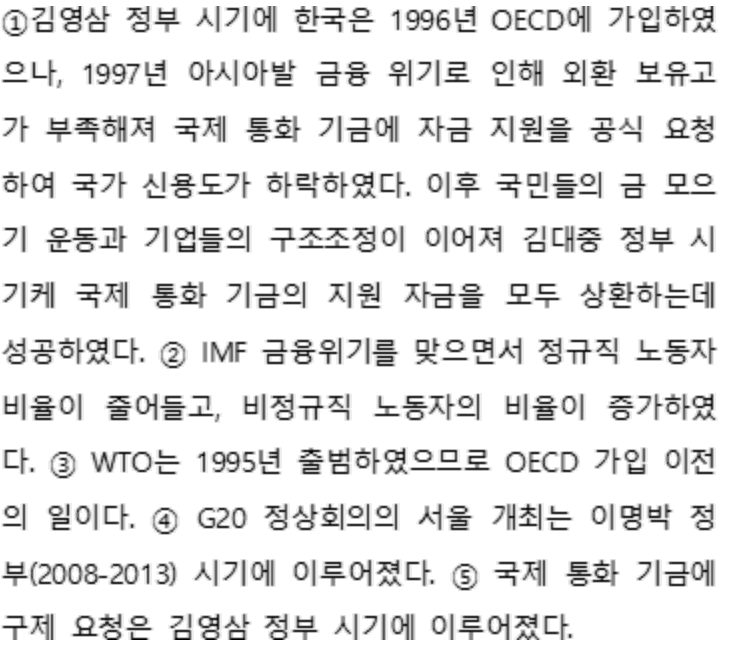 ①김영삼 정부 시기에 한국은 1996년 OECD에 가입하였
으나, 1997년 아시아발 금융 위기로 인해 외환 보유고
가 부족해져 국제 통화 기금에 자금 지원을 공식 요청
하여 국가 신용도가 하락하였다. 이후 국민들의 금 모으
기 운동과 기업들의 구조조정이 이어져 김대중 정부 시
기케 국제 통화 기금의 지원 자금을 모두 상환하는데
성공하였다. ② IMF 금융위기를 맞으면서 정규직 노동자
비율이 줄어들고, 비정규직 노동자의 비율이 증가하였
다. ③ WTO는 1995년 출범하였으므로 OECD 가입 이전
의 일이다. ④ G20 정상회의의 서울 개최는 이명박 정
부(2008-2013) 시기에 이루어졌다. ⑤ 국제 통화 기금에
구제 요청은 김영삼 정부 시기에 이루어졌다.